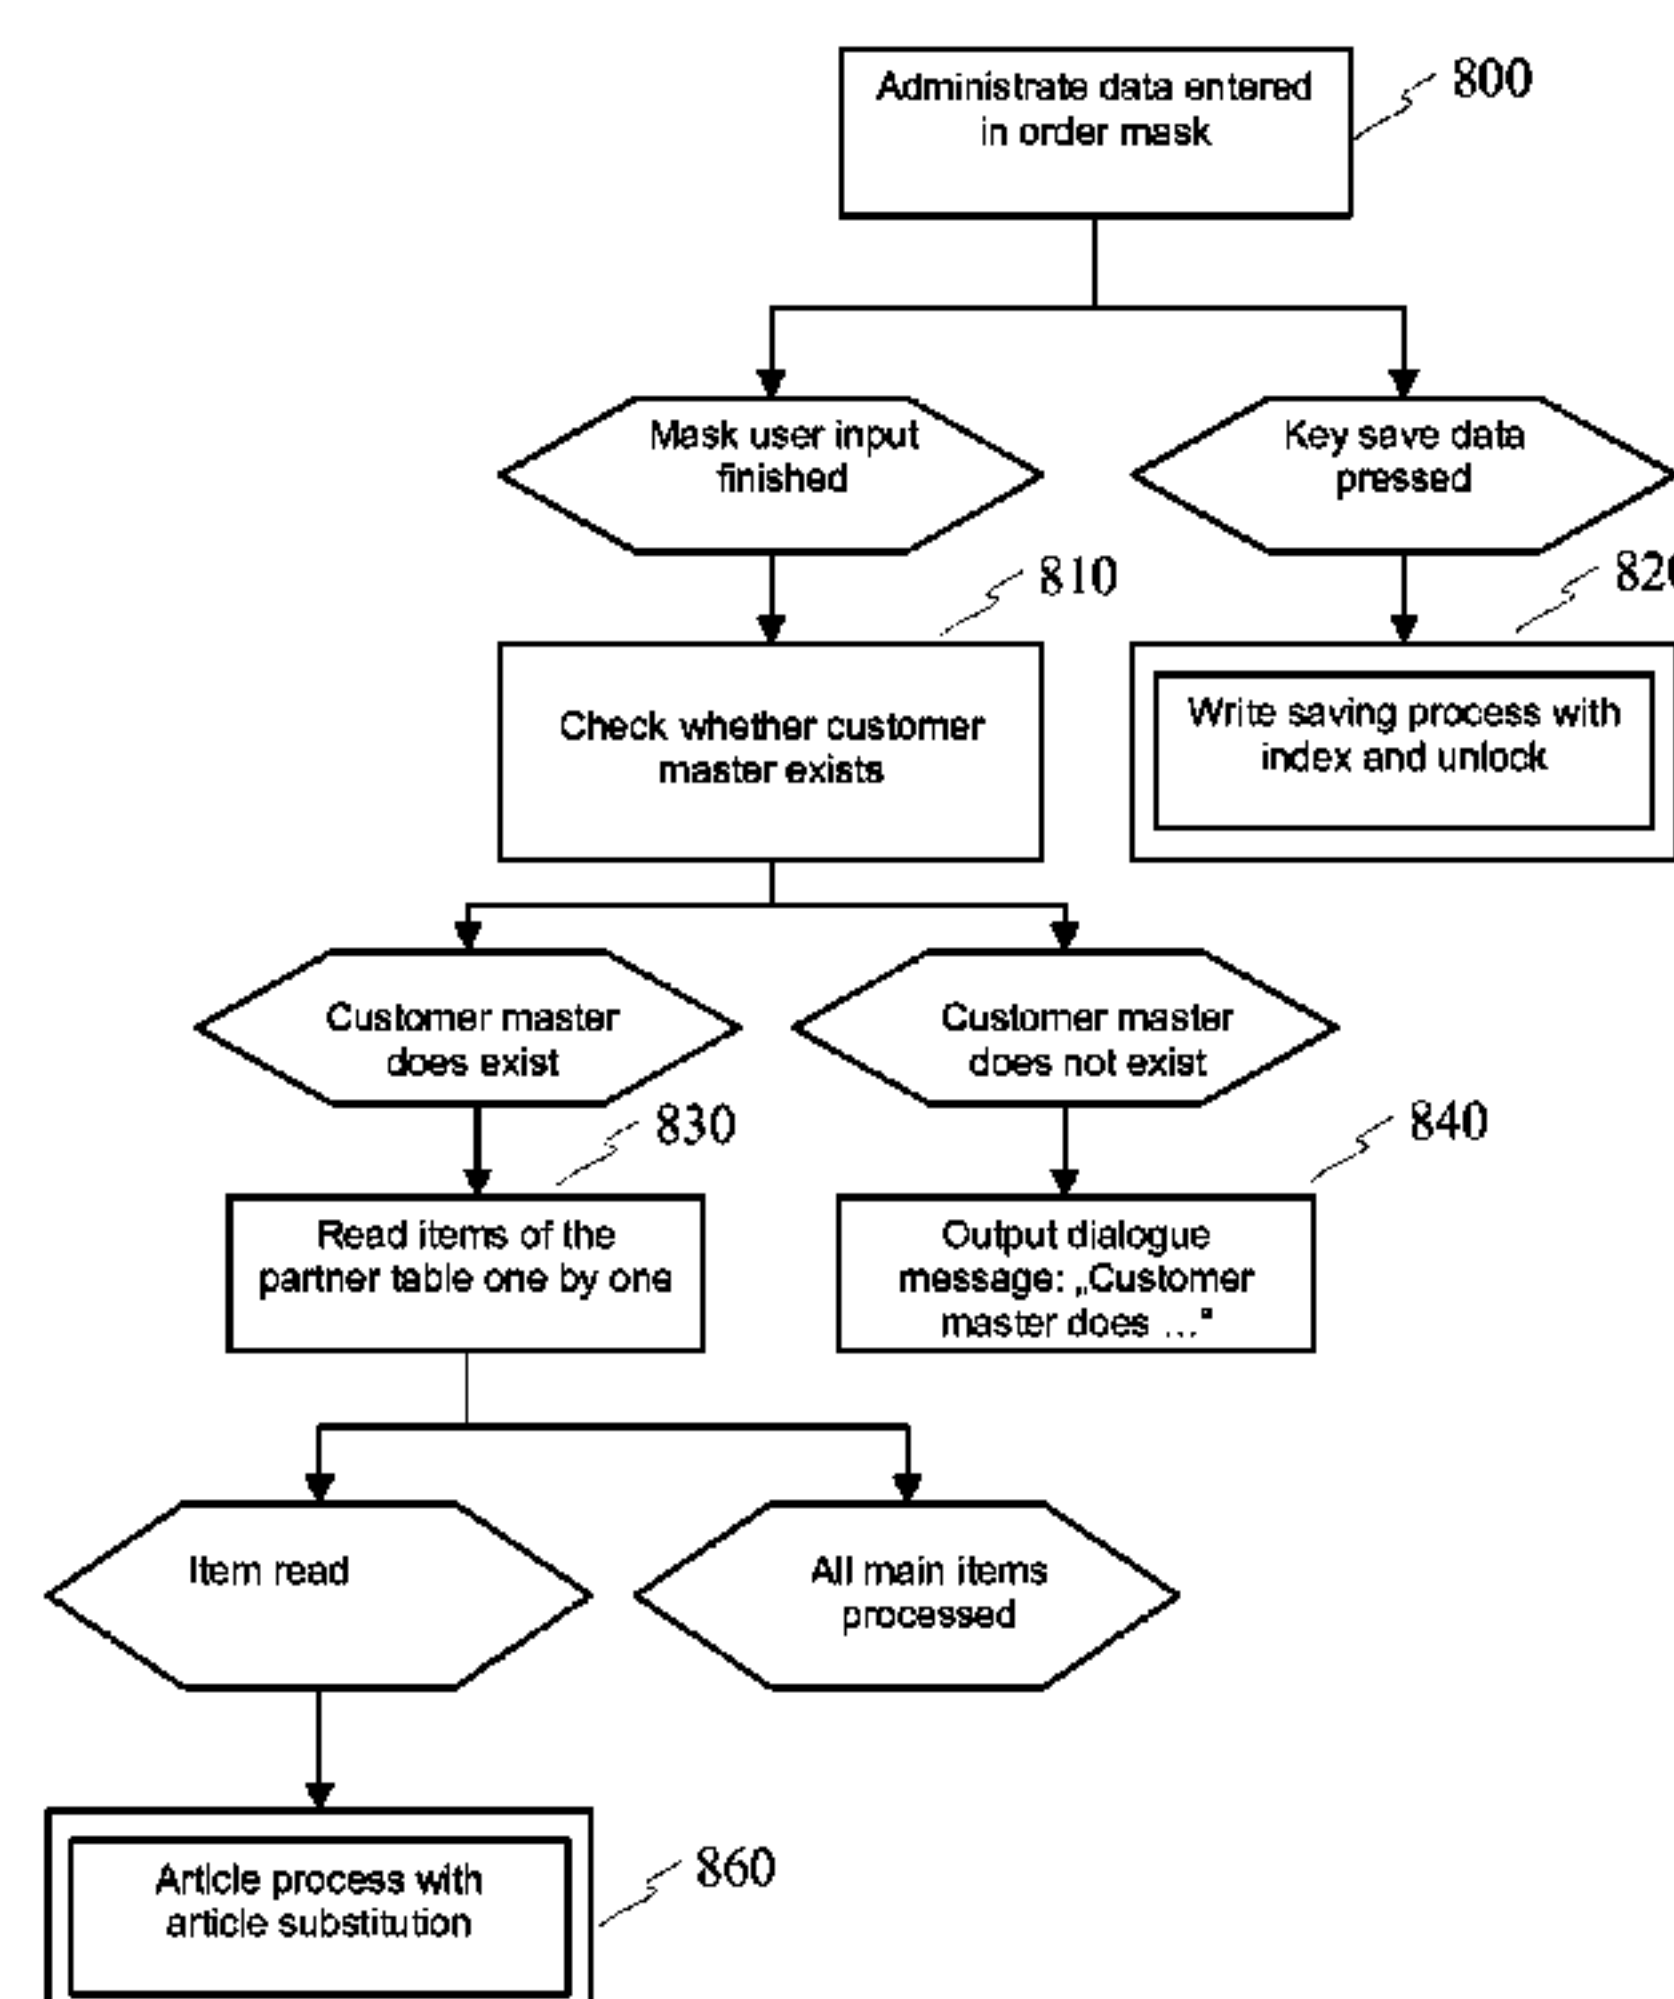 Administrate data entered
in order mask
800
Mask user input
finished
Key save data
pressed
810
820
Check whether customer
master exists
Write saving process with
index and unlock
Customer master
does exist
Customer master
does not exist
830
840
Read items of the
partner table one by one
Output dialogue
message: „Customer
master does ...“
Item read
All main items
processed
Article process with
article substitution
860